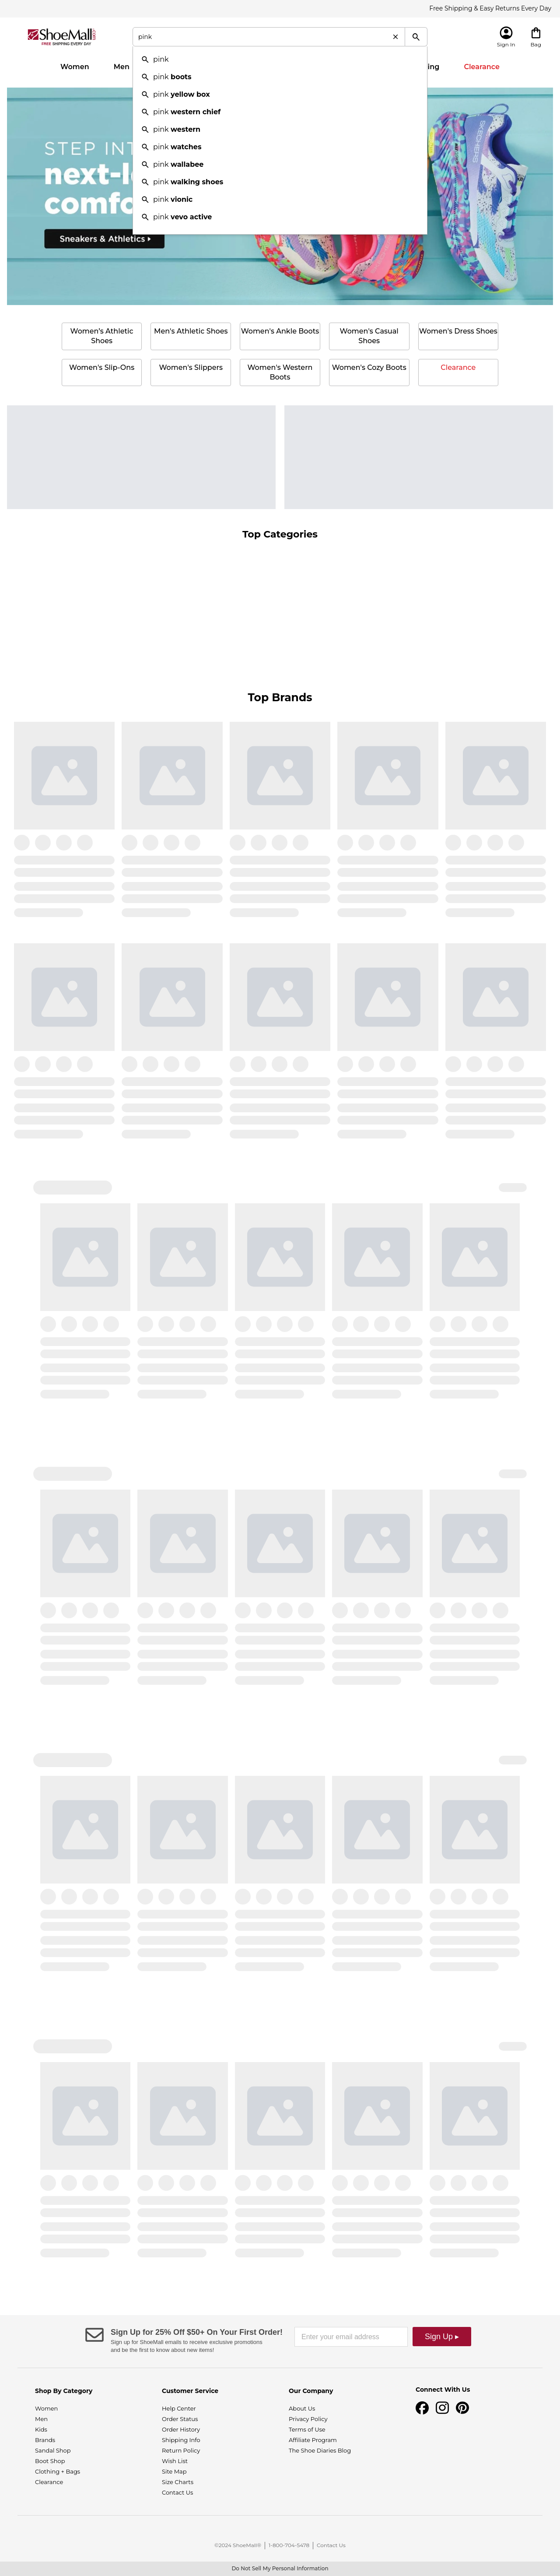 Free Shipping & Easy Returns Every Day
ShoeMall
FREE SHIPPING EVERY DAY
pink
Sign In
Bag
Women
Men
ing
Clearance
pink
pink boots
pink yellow box
pink western chief
pink western
pink watches
pink wallabee
pink walking shoes
pink vionic
pink vevo active
STEP INT
next-l
comfo
Sneakers & Athletics
Women's Athletic Shoes
Men's Athletic Shoes
Women's Ankle Boots
Women's Casual Shoes
Women's Dress Shoes
Women's Slip-Ons
Women's Slippers
Women's Western Boots
Women's Cozy Boots
Clearance
Top Categories
Top Brands
Sign Up for 25% Off $50+ On Your First Order!
Sign up for ShoeMall emails to receive exclusive promotions
and be the first to know about new items!
Enter your email address
Sign Up ▸
Shop By Category
Women
Men
Kids
Brands
Sandal Shop
Boot Shop
Clothing + Bags
Clearance
Customer Service
Help Center
Order Status
Order History
Shipping Info
Return Policy
Wish List
Site Map
Size Charts
Contact Us
Our Company
About Us
Privacy Policy
Terms of Use
Affiliate Program
The Shoe Diaries Blog
Connect With Us
©2024 ShoeMall® | 1-800-704-5478 | Contact Us
Do Not Sell My Personal Information